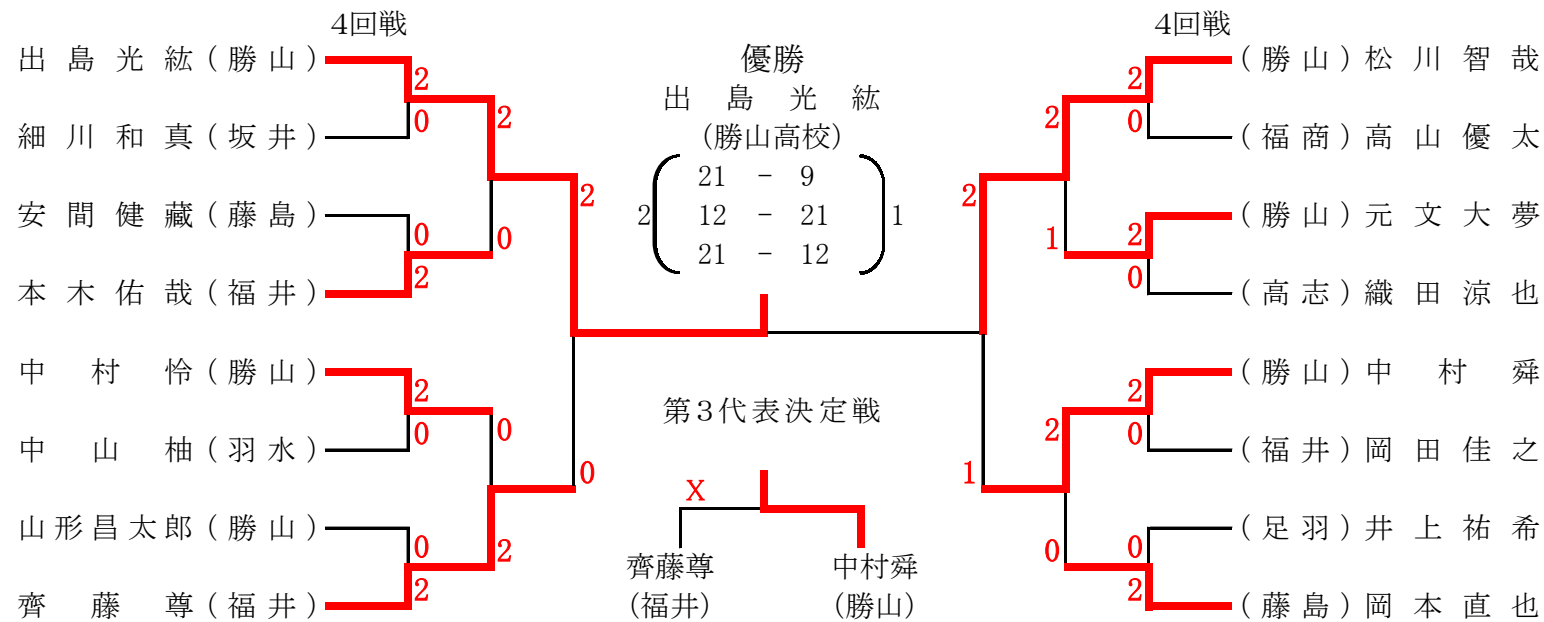 4回戦
出島光紘(勝山)
2
0
細川和真(坂井)
2
安間健藏(藤島)
0
2
本木佑哉(福井)
0
2
中村怜(勝山)
2
0
中山柚(羽水)
0
山形昌太郎(勝山)
0
2
齊藤尊(福井)
2
0
優勝
出島光紘
(勝山高校)
21 - 9
2 12 - 21 1
21 - 12
第3代表決定戦
X
齊藤尊 中村舜
(福井) (勝山)
4回戦
(勝山)松川智哉
2
0
(福商)高山優太
2
(勝山)元文大夢
2
0
(高志)織田涼也
1
2
(勝山)中村舜
2
0
(福井)岡田佳之
2
(足羽)井上祐希
0
2
(藤島)岡本直也
0
1